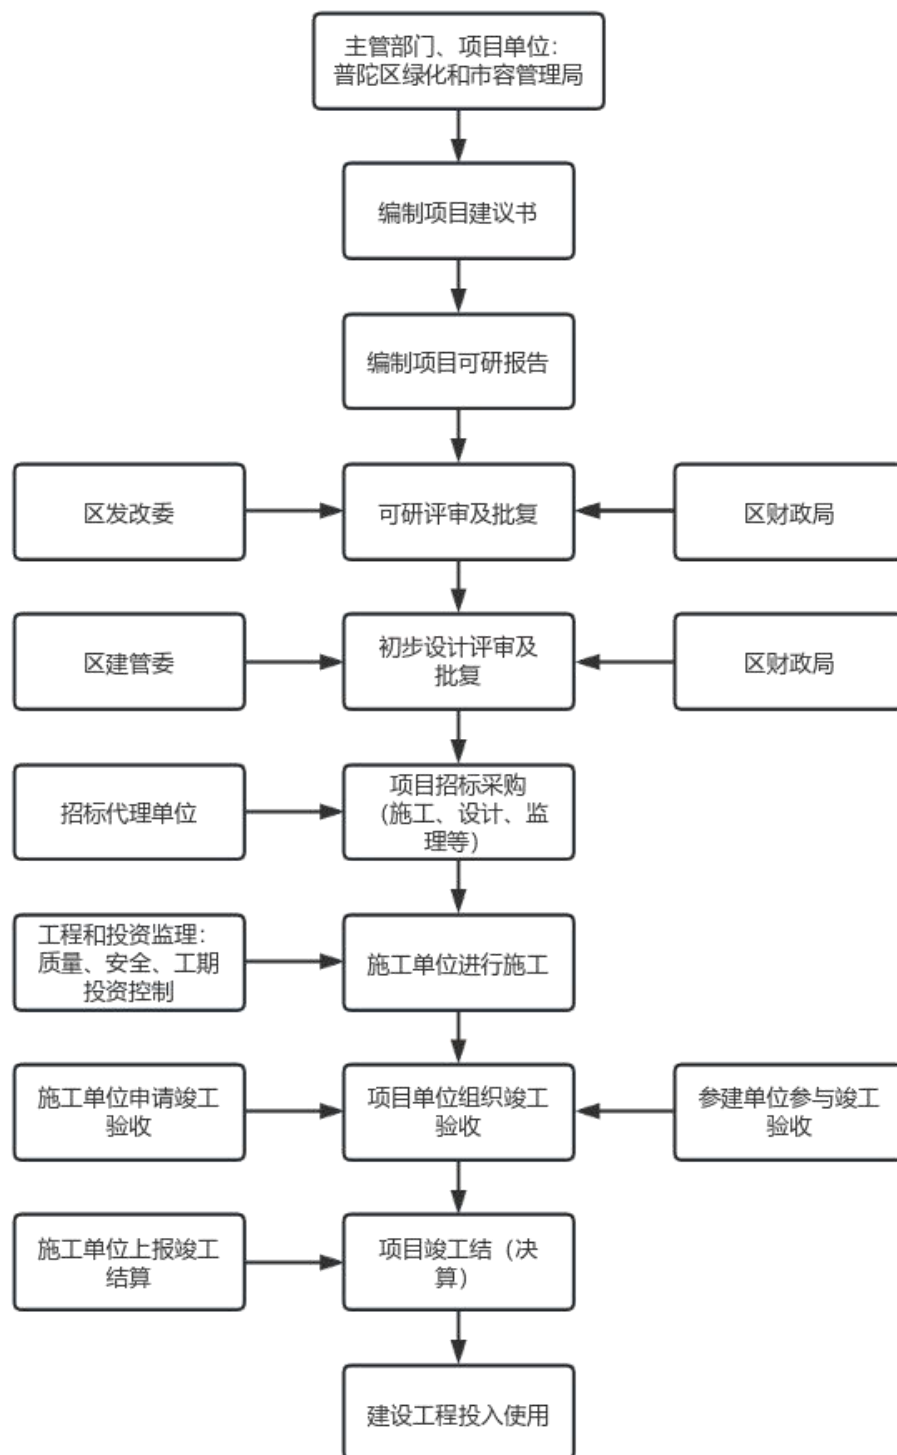 主管部门、项目单位：
普陀区绿化和市容管理局
编制项目建议书
编制项目可研报告
区发改委
可研评审及批复
区财政局
区建管委
初步设计评审及
批复
区财政局
招标代理单位
项目招标采购
（施工、设计、监
理等）
工程和投资监理：
质量、安全、工期
投资控制
施工单位进行施工
施工单位申请竣工
验收
项目单位组织竣工
验收
参建单位参与竣工
验收
施工单位上报竣工
结算
项目竣工结（决
算）
建设工程投入使用